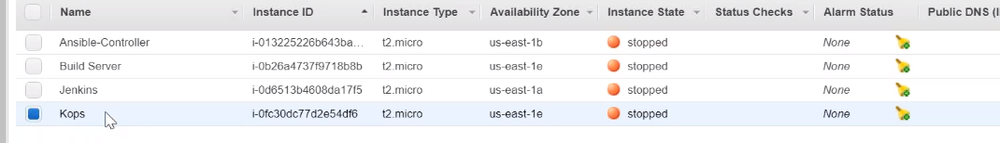 Name Instance ID Instance Type Availability Zone Instance State Status Checks Alarm Status Public DNS (I
Ansible-Controller i-013225226b643ba... t2.micro us-east-1b stopped None
Build Server i-0b26a4737f9718b8b t2.micro us-east-1e stopped None
Jenkins i-0d6513b4608da17f5 t2.micro us-east-1a stopped None
Kops i-0fc30dc77d2e54df6 t2.micro us-east-1e stopped None